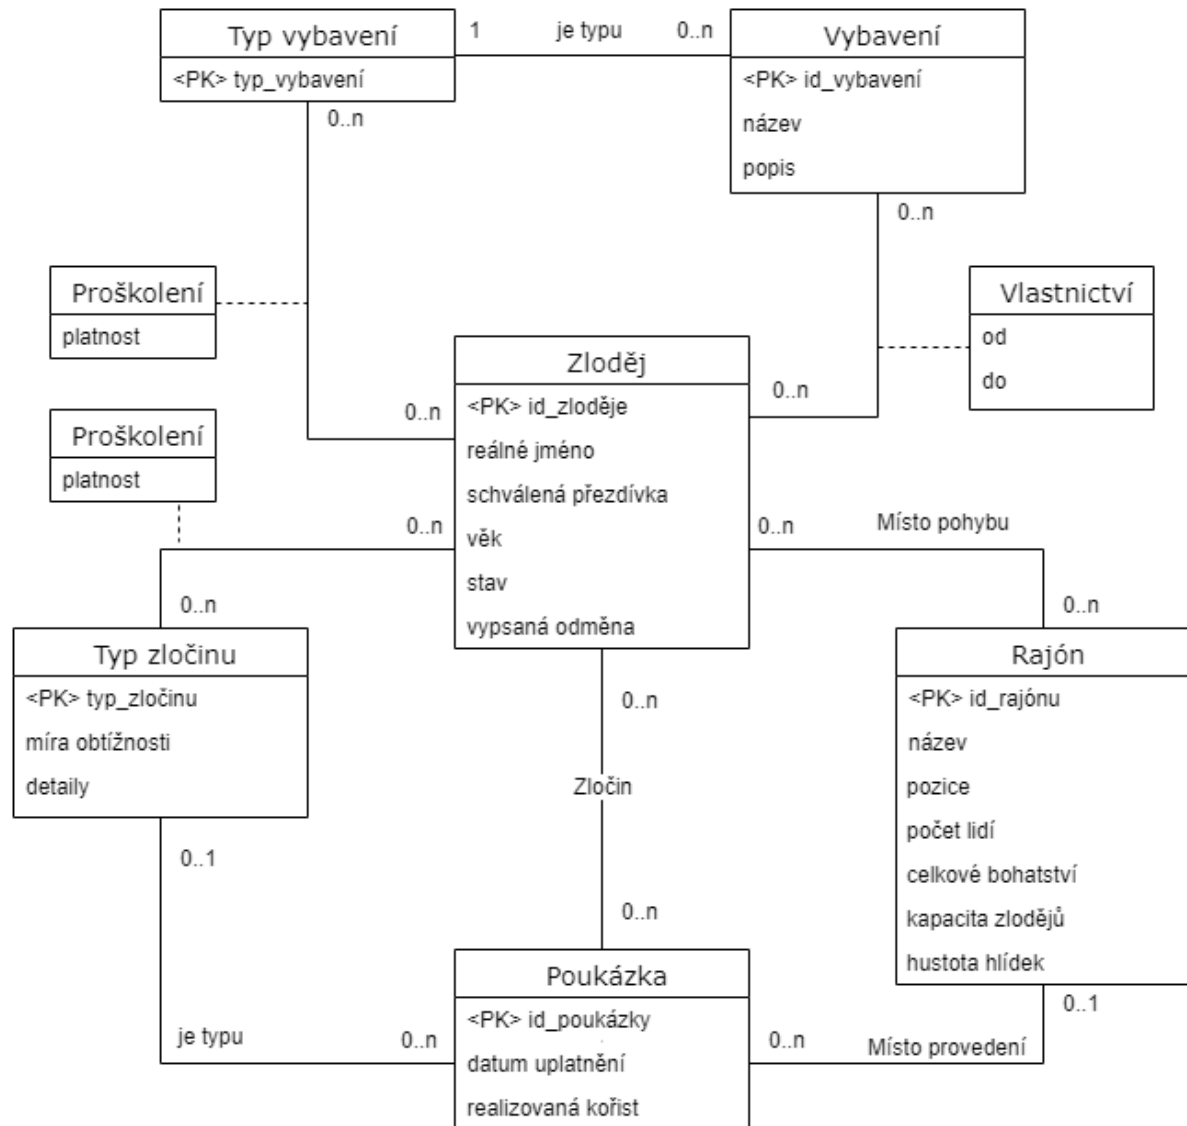 Typ vybavení
<PK> typ_vybavení
1
je typu
0..n
Vybavení
<PK> id_vybavení
název
popis
0..n
0..n
Proškolení
platnost
Vlastnictví
od
do
Zloděj
<PK> id_zloděje
reálné jméno
schválená přezdívka
věk
stav
vypsaná odměna
0..n
0..n
Proškolení
platnost
0..n
0..n
Místo pohybu
0..n
0..n
Typ zločinu
<PK> typ_zločinu
míra obtížnosti
detaily
0..n
Zločin
0..n
Rajón
<PK> id_rajónu
název
pozice
počet lidí
celkové bohatství
kapacita zlodějů
hustota hlídek
0..1
0..1
je typu
0..n
Poukázka
<PK> id_poukázky
datum uplatnění
realizovaná kořist
0..n
Místo provedení